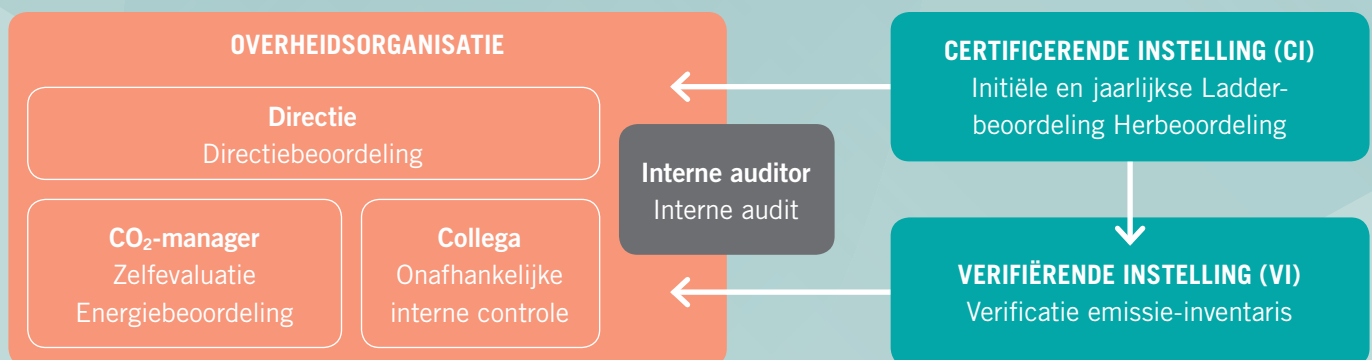 OVERHEIDSORGANISATIE
Directie
Directiebeoordeling
CO₂-manager
Zelfevaluatie
Energiebeoordeling
Collega
Onafhankelijke
interne controle
Interne auditor
Interne audit
CERTIFICERENDE INSTELLING (CI)
Initiële en jaarlijkse Ladder-
beoordeling Herbeoordeling
VERIFIËRENDE INSTELLING (VI)
Verificatie emissie-inventaris